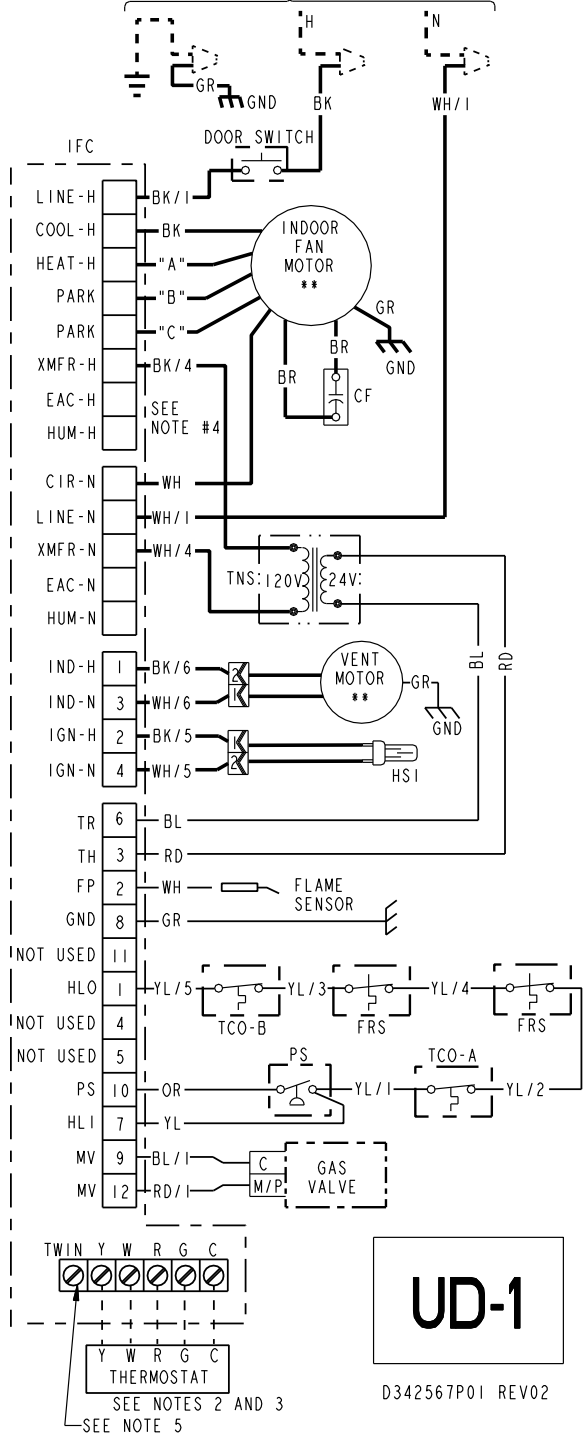 H N
GR
GND
BK
WH/1
DOOR SWITCH
IFC
LINE-H BK/1
COOL-H BK
HEAT-H "A"
PARK "B"
PARK "C"
INDOOR
FAN
MOTOR
**
GR
GND
BR
BR
CF
XMFR-H BK/4
EAC-H SEE
HUM-H NOTE #4
CIR-N WH
LINE-N WH/1
XMFR-N WH/4
EAC-N
HUM-N
TNS: 120V 24V
BL
RD
IND-H 1 BK/6 2
IND-N 3 WH/6 1
VENT
MOTOR
**
GR
GND
IGN-H 2 BK/5 1
IGN-N 4 WH/5 2
HSI
TR 6 BL
TH 3 RD
FP 2 WH FLAME
SENSOR
GND 8 GR
NOT USED 11
HLO 1 YL/5 YL/3 YL/4
TCO-B FRS FRS
NOT USED 4
NOT USED 5
PS TCO-A
PS 10 OR YL/1 YL/2
HLI 7 YL
MV 9 BL/1 C
MV 12 RD/1 M/P
GAS
VALVE
TWIN Y W R G C
Y W R G C
THERMOSTAT
SEE NOTES 2 AND 3
SEE NOTE 5
UD-1
D342567P01 REV02